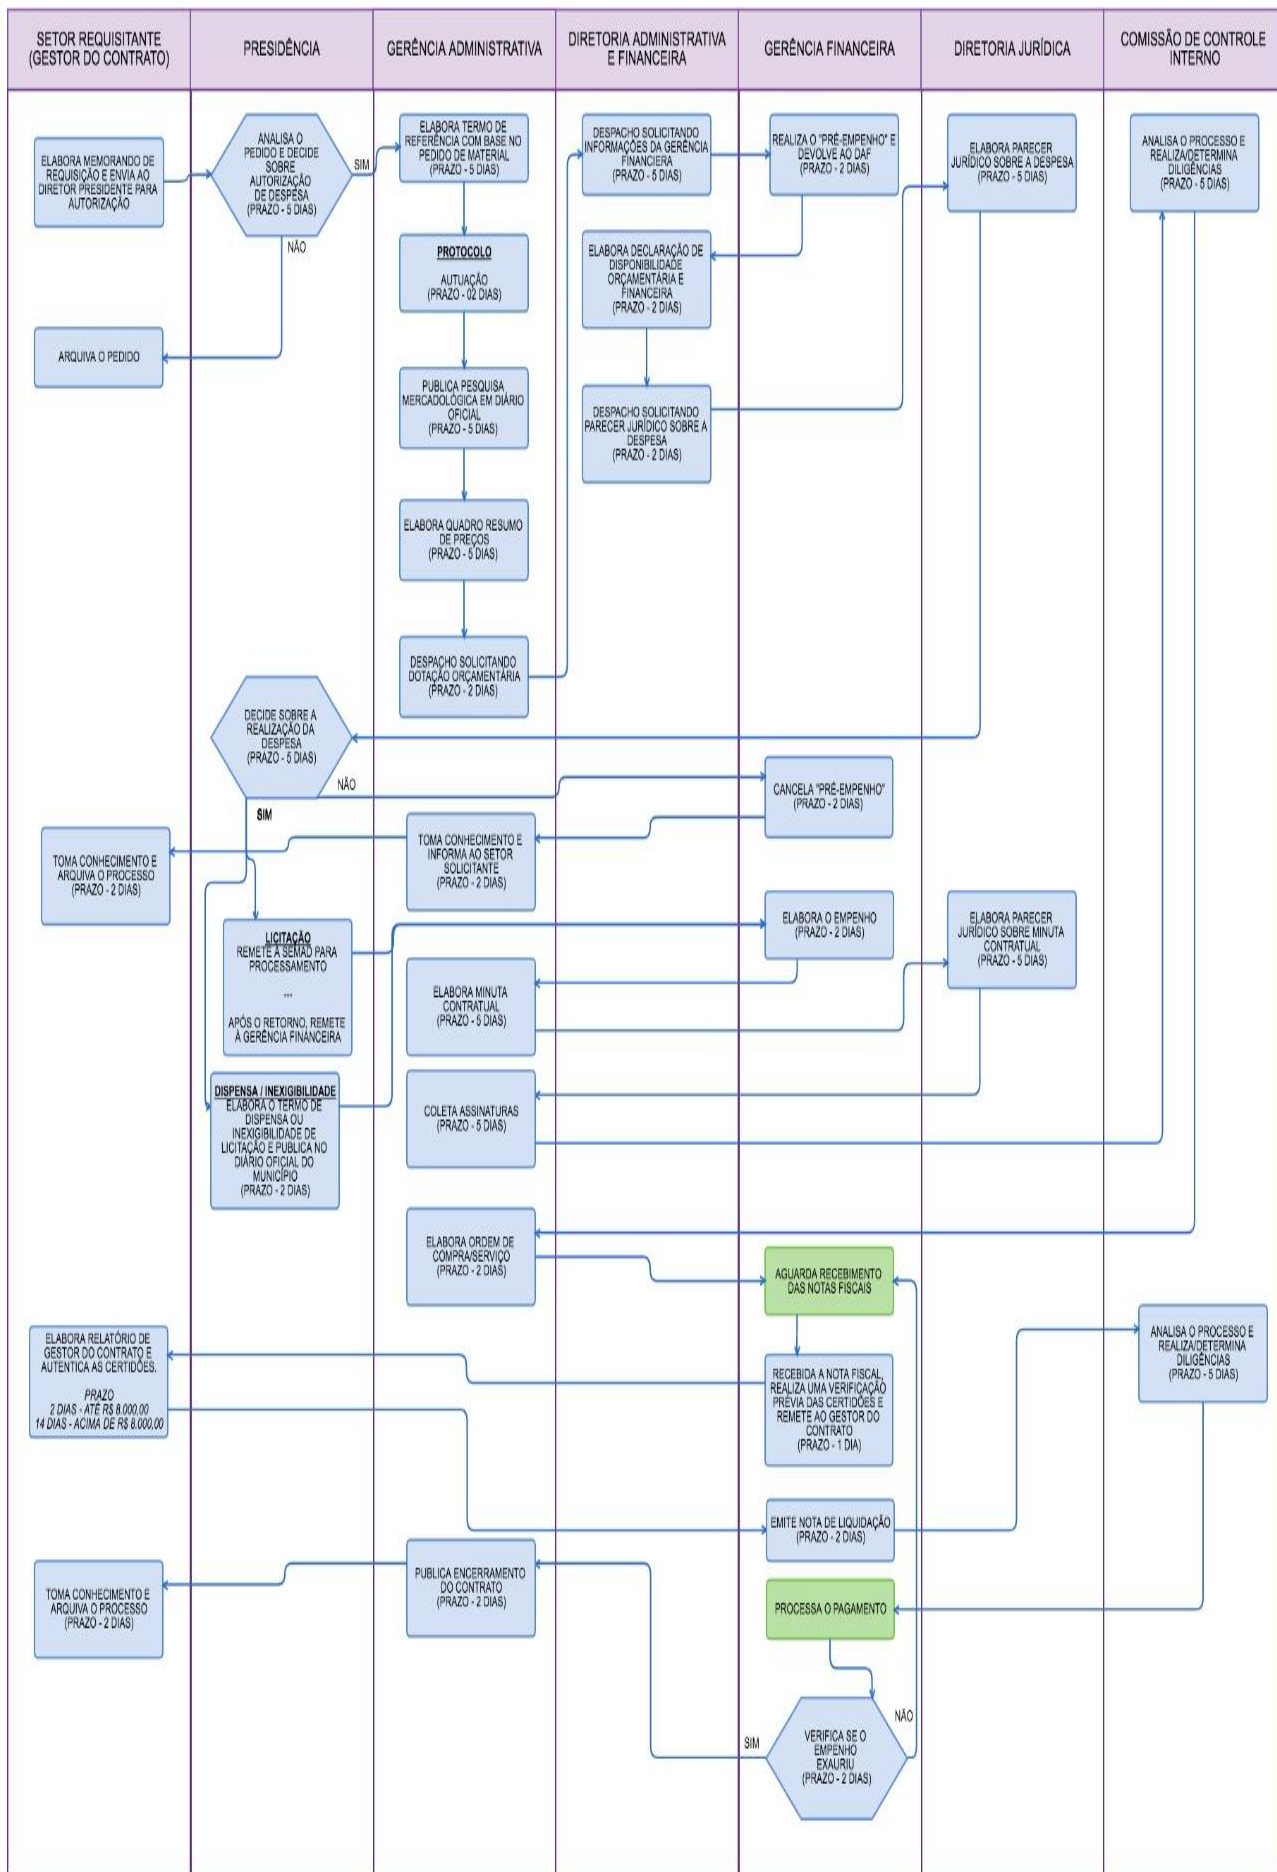 SETOR REQUISITANTE
(GESTOR DO CONTRATO)
PRESIDÊNCIA
GERÊNCIA ADMINISTRATIVA
DIRETORIA ADMINISTRATIVA
E FINANCEIRA
GERÊNCIA FINANCEIRA
DIRETORIA JURÍDICA
COMISSÃO DE CONTROLE
INTERNO
ELABORA MEMORANDO DE
REQUISIÇÃO E ENVIA AO
DIRETOR PRESIDENTE PARA
AUTORIZAÇÃO
ANALISA O
PEDIDO E DECIDE
SOBRE
AUTORIZAÇÃO
DE DESPESA
(PRAZO - 5 DIAS)
SIM
NÃO
ARQUIVA O PEDIDO
ELABORA TERMO DE
REFERÊNCIA COM BASE NO
PEDIDO DE MATERIAL
(PRAZO - 5 DIAS)
PROTOCOLO
AUTUAÇÃO
(PRAZO - 02 DIAS)
PUBLICA PESQUISA
MERCADOLÓGICA EM DIÁRIO
OFICIAL
(PRAZO - 5 DIAS)
ELABORA QUADRO RESUMO
DE PREÇOS
(PRAZO - 5 DIAS)
DESPACHO SOLICITANDO
DOTAÇÃO ORÇAMENTÁRIA
(PRAZO - 2 DIAS)
DESPACHO SOLICITANDO
INFORMAÇÕES DA GERÊNCIA
FINANCIERA
(PRAZO - 5 DIAS)
REALIZA O "PRÉ-EMPENHO" E
DEVOLVE AO DAF
(PRAZO - 2 DIAS)
ELABORA DECLARAÇÃO DE
DISPONIBILIDADE
ORÇAMENTÁRIA E
FINANCEIRA
(PRAZO - 2 DIAS)
DESPACHO SOLICITANDO
PARECER JURÍDICO SOBRE A
DESPESA
(PRAZO - 2 DIAS)
ELABORA PARECER
JURÍDICO SOBRE A DESPESA
(PRAZO - 5 DIAS)
ANALISA O PROCESSO E
REALIZA/DETERMINA
DILIGÊNCIAS
(PRAZO - 5 DIAS)
DECIDE SOBRE A
REALIZAÇÃO DA
DESPESA
(PRAZO - 5 DIAS)
NÃO
SIM
CANCELA "PRÉ-EMPENHO"
(PRAZO - 2 DIAS)
TOMA CONHECIMENTO E
INFORMA AO SETOR
SOLICITANTE
(PRAZO - 2 DIAS)
TOMA CONHECIMENTO E
ARQUIVA O PROCESSO
(PRAZO - 2 DIAS)
LICITAÇÃO
REMETE À SEMAD PARA
PROCESSAMENTO
...
APÓS O RETORNO, REMETE
À GERÊNCIA FINANCEIRA
DISPENSA / INEXIGIBILIDADE
ELABORA O TERMO DE
DISPENSA OU
INEXIGIBILIDADE DE
LICITAÇÃO E PUBLICA NO
DIÁRIO OFICIAL DO
MUNICÍPIO
(PRAZO - 2 DIAS)
ELABORA O EMPENHO
(PRAZO - 2 DIAS)
ELABORA MINUTA
CONTRATUAL
(PRAZO - 5 DIAS)
ELABORA PARECER
JURÍDICO SOBRE MINUTA
CONTRATUAL
(PRAZO - 5 DIAS)
COLETA ASSINATURAS
(PRAZO - 5 DIAS)
ELABORA ORDEM DE
COMPRA/SERVIÇO
(PRAZO - 2 DIAS)
AGUARDA RECEBIMENTO
DAS NOTAS FISCAIS
RECEBIDA A NOTA FISCAL,
REALIZA UMA VERIFICAÇÃO
PRÉVIA DAS CERTIDÕES E
REMETE AO GESTOR DO
CONTRATO
(PRAZO - 1 DIA)
ELABORA RELATÓRIO DE
GESTOR DO CONTRATO E
AUTENTICA AS CERTIDÕES.
PRAZO
2 DIAS - ATÉ R$ 8.000,00
14 DIAS - ACIMA DE R$ 8.000,00
EMITE NOTA DE LIQUIDAÇÃO
(PRAZO - 2 DIAS)
ANALISA O PROCESSO E
REALIZA/DETERMINA
DILIGÊNCIAS
(PRAZO - 5 DIAS)
PROCESSA O PAGAMENTO
VERIFICA SE O
EMPENHO
EXAURIU
(PRAZO - 2 DIAS)
SIM
NÃO
PUBLICA ENCERRAMENTO
DO CONTRATO
(PRAZO - 2 DIAS)
TOMA CONHECIMENTO E
ARQUIVA O PROCESSO
(PRAZO - 2 DIAS)